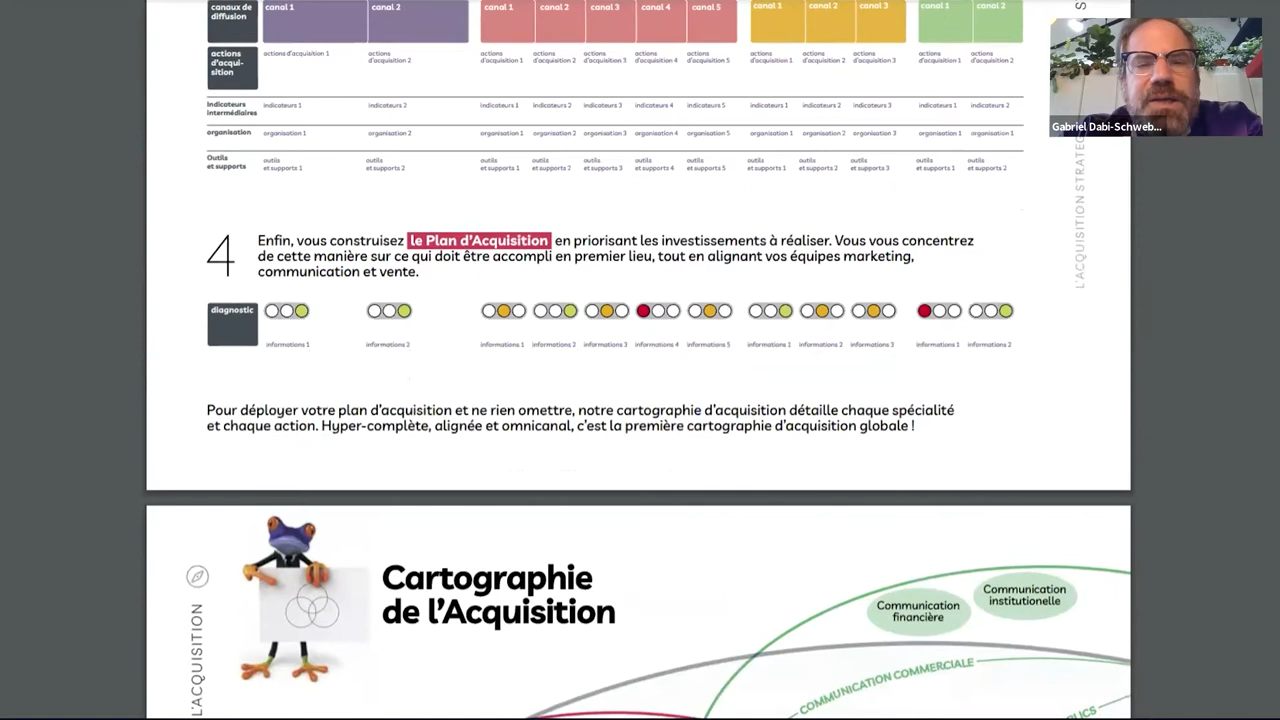 canaux de
diffusion
canal 1 canal 2 canal 1 canal 2 canal 3 canal 4 canal 5 canal 1 canal 2 canal 3 canal 1 canal 2
actions
d'acqui-
sition
actions d'acquisition 1
actions
d'acquisition 2
actions
d'acquisition 1
actions
d'acquisition 2
actions
d'acquisition 3
actions
d'acquisition 4
actions
d'acquisition 5
actions
d'acquisition 1
actions
d'acquisition 2
actions
d'acquisition 3
actions
d'acquisition 1
actions
d'acquisition 2
Indicateurs
intermédiaires
indicateurs 1 indicateurs 2 indicateurs 1 indicateurs 2 indicateurs 3 indicateurs 4 indicateurs 5 indicateurs 1 indicateurs 2 indicateurs 3 indicateurs 1 indicateurs 2
organisation organisation 1 organisation 2 organisation 1 organisation 2 organisation 3 organisation 4 organisation 5 organisation 1 organisation 2 organisation 3 organisation 1 organisation 1
Outils
et supports
outils
et supports 1
outils
et supports 2
outils
et supports 1
outils
et supports 2
outils
et supports 3
outils
et supports 4
outils
et supports 5
outils
et supports 1
outils
et supports 2
outils
et supports 3
outils
et supports 1
outils
et supports 2
Gabriel Dabi-Schweb...
L'ACQUISITION STRATEG
4
Enfin, vous construisez le Plan d'Acquisition en priorisant les investissements à réaliser. Vous vous concentrez
de cette manière sur ce qui doit être accompli en premier lieu, tout en alignant vos équipes marketing,
communication et vente.
diagnostic
informations 1 informations 2 informations 1 informations 2 informations 3 informations 4 informations 5 informations 1 informations 2 informations 3 informations 1 informations 2
Pour déployer votre plan d'acquisition et ne rien omettre, notre cartographie d'acquisition détaille chaque spécialité
et chaque action. Hyper-complète, alignée et omnicanal, c'est la première cartographie d'acquisition globale !
L'ACQUISITION
Cartographie
de l'Acquisition
Communication
financière
Communication
institutionelle
COMMUNICATION COMMERCIALE